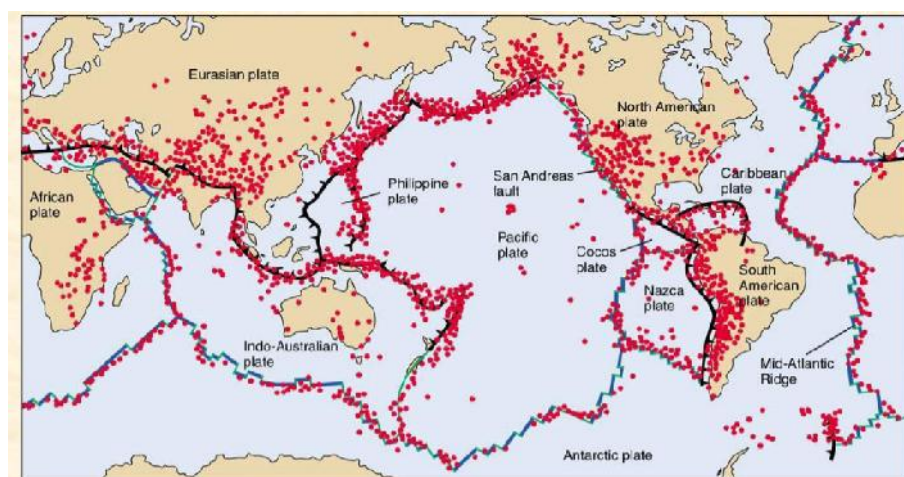 Eurasian plate
North American
plate
African
plate
Philippine
plate
San Andreas
fault
Caribbean
plate
Pacific
plate
Cocos
plate
Nazca
plate
South
American
plate
Indo-Australian
plate
Mid-Atlantic
Ridge
Antarctic plate